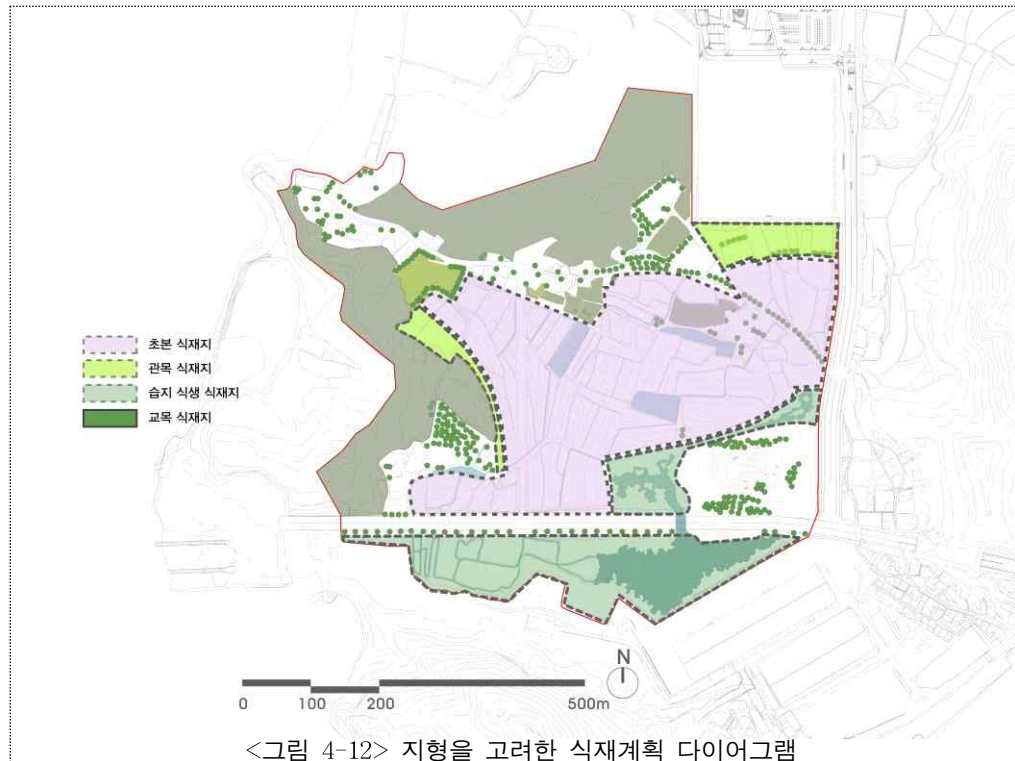 초본 식재지
관목 식재지
습지 식생 식재지
교목 식재지
N
0 100 200 500m
<그림 4-12> 지형을 고려한 식재계획 다이어그램